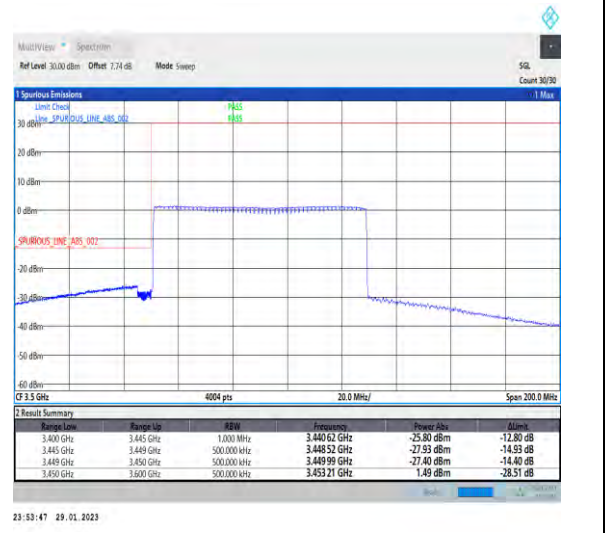 MultiView Spectrum
Ref Level 30.00 dBm Offset 7.74 dB Mode Sweep SGL
Count 30/30
1 Spurious Emissions 1 Max
Limit Check PASS
30 dBm Line _SPURIOUS_LINE_ABS_002 PASS
20 dBm
10 dBm
0 dBm
SPURIOUS_LINE_ABS_002
-20 dBm
-30 dBm
-40 dBm
-50 dBm
-60 dBm
CF 3.5 GHz 4004 pts 20.0 MHz/ Span 200.0 MHz
2 Result Summary
Range Low Range Up RBW Frequency Power Abs ΔLimit
3.400 GHz 3.445 GHz 1.000 MHz 3.44062 GHz -25.80 dBm -12.80 dB
3.445 GHz 3.449 GHz 500.000 kHz 3.44852 GHz -27.93 dBm -14.93 dB
3.449 GHz 3.450 GHz 500.000 kHz 3.44999 GHz -27.40 dBm -14.40 dB
3.450 GHz 3.600 GHz 500.000 kHz 3.45321 GHz 1.49 dBm -28.51 dB
23:53:47 29.01.2023